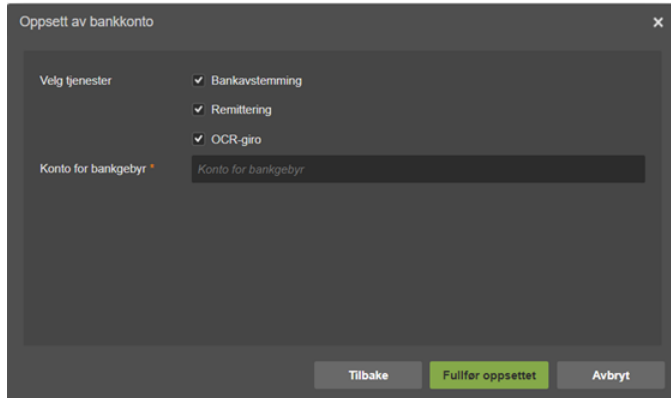 Oppsett av bankkonto
Velg tjenester
Bankavstemming
Remittering
OCR-giro
Konto for bankgebyr *
Konto for bankgebyr
Tilbake
Fullfør oppsettet
Avbryt